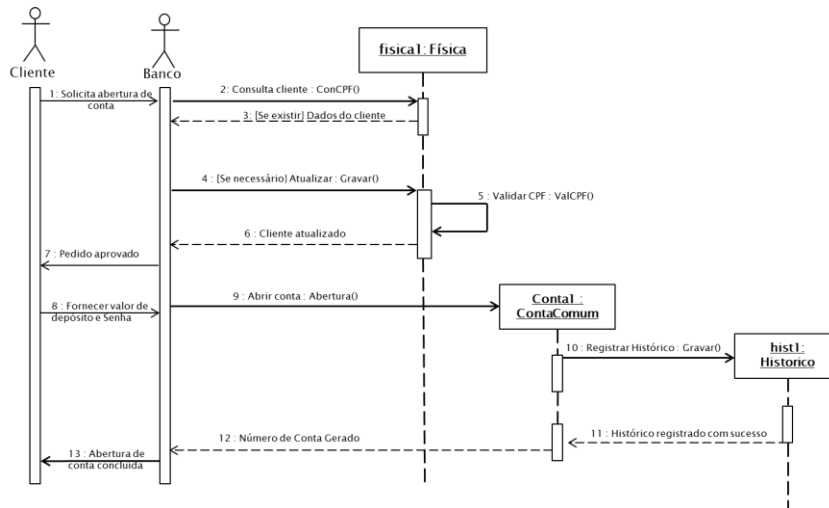 fisica1: Física
Cliente
Banco
1: Solicita abertura de
conta
2: Consulta cliente : ConCPF()
3: [Se existir] Dados do cliente
4 : [Se necessário] Atualizar : Gravar()
5 : Validar CPF : ValCPF()
6 : Cliente atualizado
7 : Pedido aprovado
8 : Fornecer valor de
depósito e Senha
9 : Abrir conta : Abertura()
Conta1 :
ContaComum
10 : Registrar Histórico : Gravar()
hist1:
Historico
11 : Histórico registrado com sucesso
12 : Número de Conta Gerado
13 : Abertura de
conta concluida